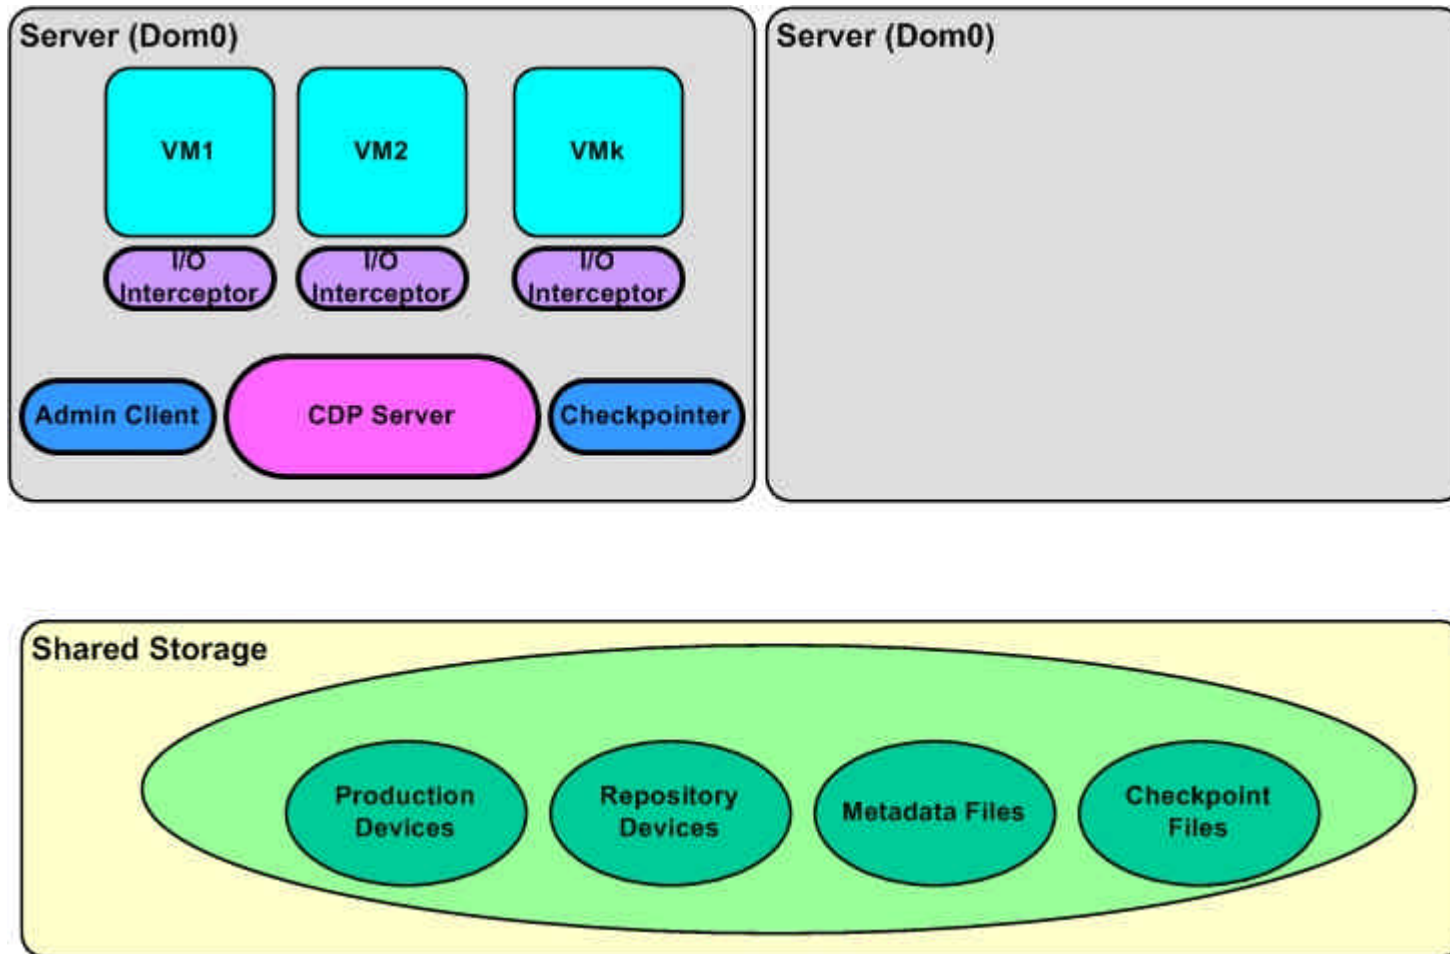 Server (Dom0)
Server (Dom0)
VM1
VM2
VMk
I/O
Interceptor
I/O
Interceptor
I/O
Interceptor
Admin Client
CDP Server
Checkpointer
Shared Storage
Production
Devices
Repository
Devices
Metadata Files
Checkpoint
Files